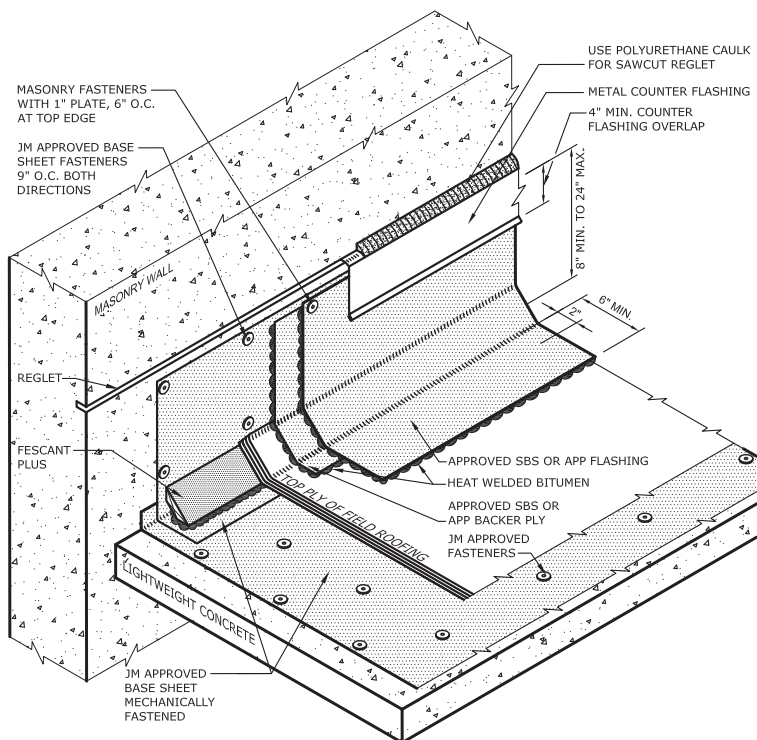 USE POLYURETHANE CAULK
FOR SAWCUT REGLET
MASONRY FASTENERS
WITH 1" PLATE, 6" O.C.
AT TOP EDGE
METAL COUNTER FLASHING
4" MIN. COUNTER
FLASHING OVERLAP
JM APPROVED BASE
SHEET FASTENERS
9" O.C. BOTH
DIRECTIONS
8" MIN. TO 24" MAX.
MASONRY WALL
6" MIN.
2"
REGLET
FESCANT
PLUS
APPROVED SBS OR APP FLASHING
HEAT WELDED BITUMEN
APPROVED SBS OR
APP BACKER PLY
TOP PLY OF FIELD ROOFING
JM APPROVED
FASTENERS
LIGHTWEIGHT CONCRETE
JM APPROVED
BASE SHEET
MECHANICALLY
FASTENED